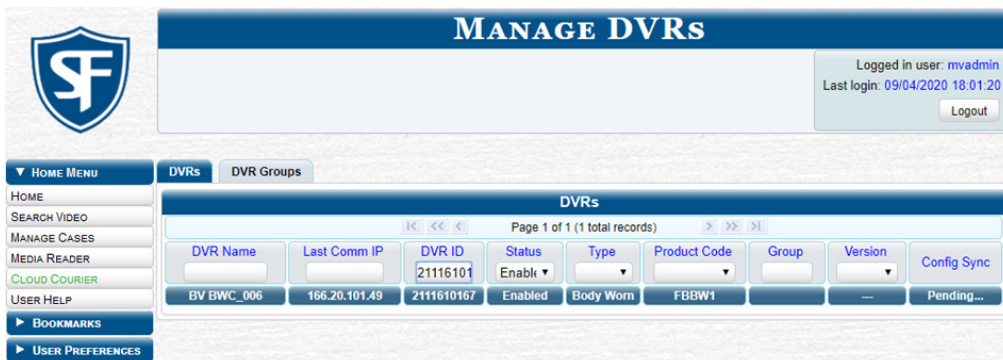 MANAGE DVRS
SF
Logged in user: mvadmin
Last login: 09/04/2020 18:01:20
Logout
▼ HOME MENU
HOME
SEARCH VIDEO
MANAGE CASES
MEDIA READER
CLOUD COURIER
USER HELP
▶ BOOKMARKS
▶ USER PREFERENCES
DVRs DVR Groups
DVRs
|< << < Page 1 of 1 (1 total records) > >> >|
DVR Name Last Comm IP DVR ID Status Type Product Code Group Version Config Sync
21116101 Enable ▼ ▼ ▼ ▼
BV BWC_006 166.20.101.49 2111610167 Enabled Body Worn FBBW1 --- Pending...